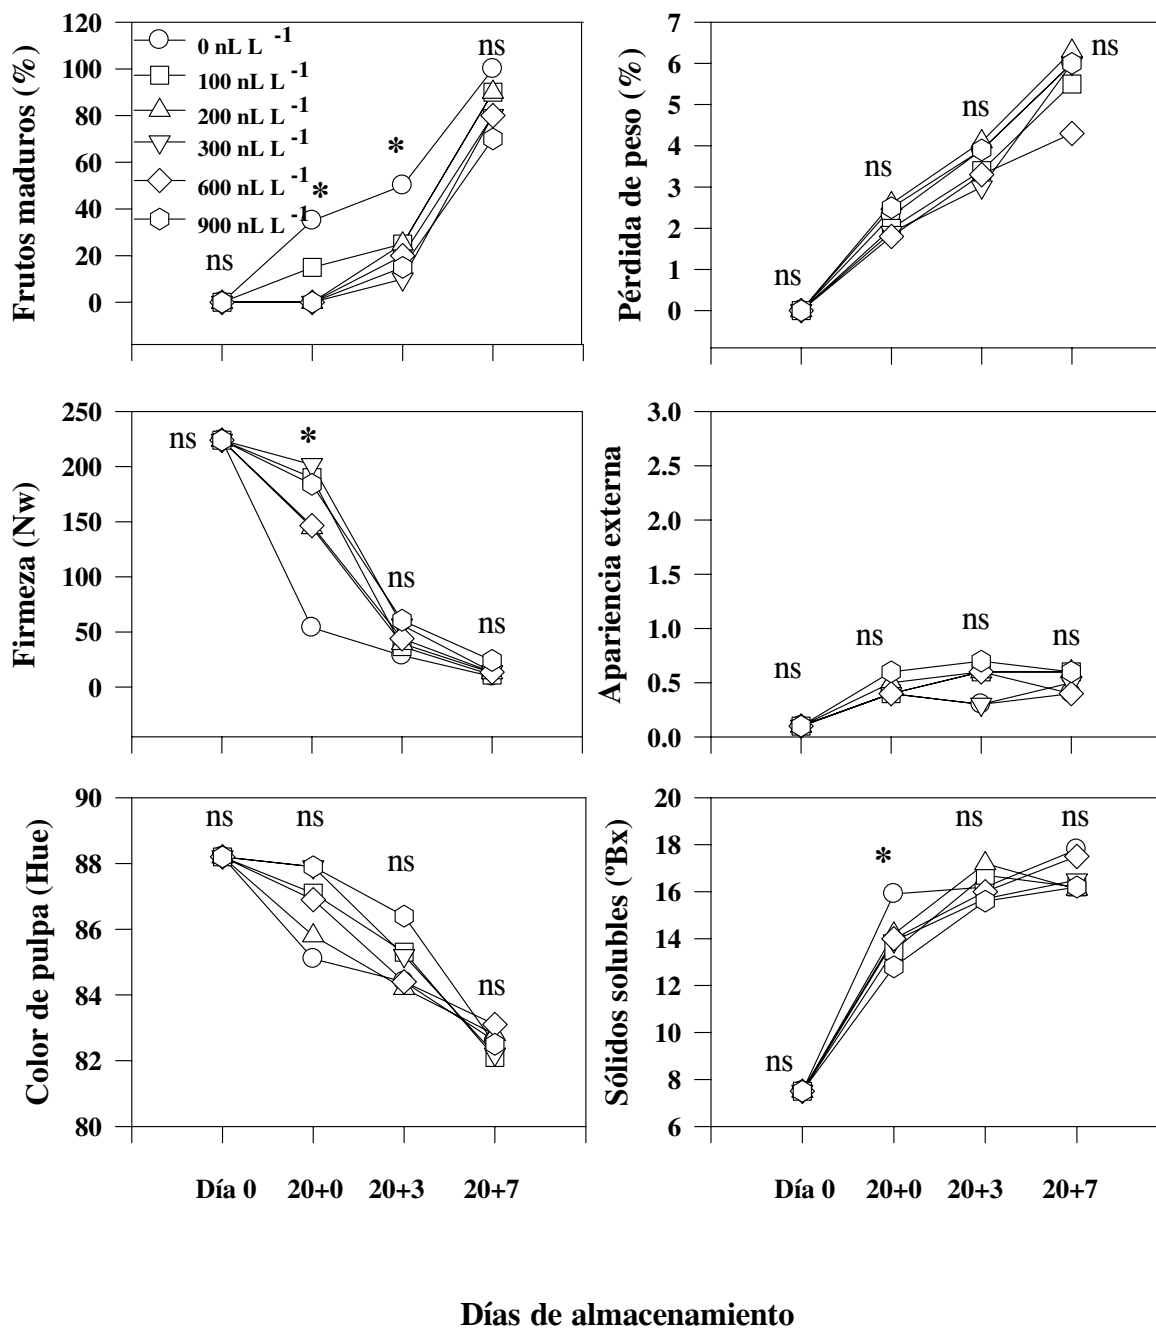 Frutos maduros (%)
120
100
80
60
40
20
0
0 nL L -1
100 nL L -1
200 nL L -1
300 nL L -1
600 nL L -1
900 nL L -1
ns
*
*
ns
Pérdida de peso (%)
7
6
5
4
3
2
1
0
ns
ns
ns
ns
Firmeza (Nw)
250
200
150
100
50
0
ns
*
ns
ns
Apariencia externa
3.0
2.5
2.0
1.5
1.0
0.5
0.0
ns
ns
ns
ns
Color de pulpa (Hue)
90
88
86
84
82
80
ns
ns
ns
ns
Día 0 20+0 20+3 20+7
Sólidos solubles (ºBx)
20
18
16
14
12
10
8
6
ns
*
ns
ns
Día 0 20+0 20+3 20+7
Días de almacenamiento